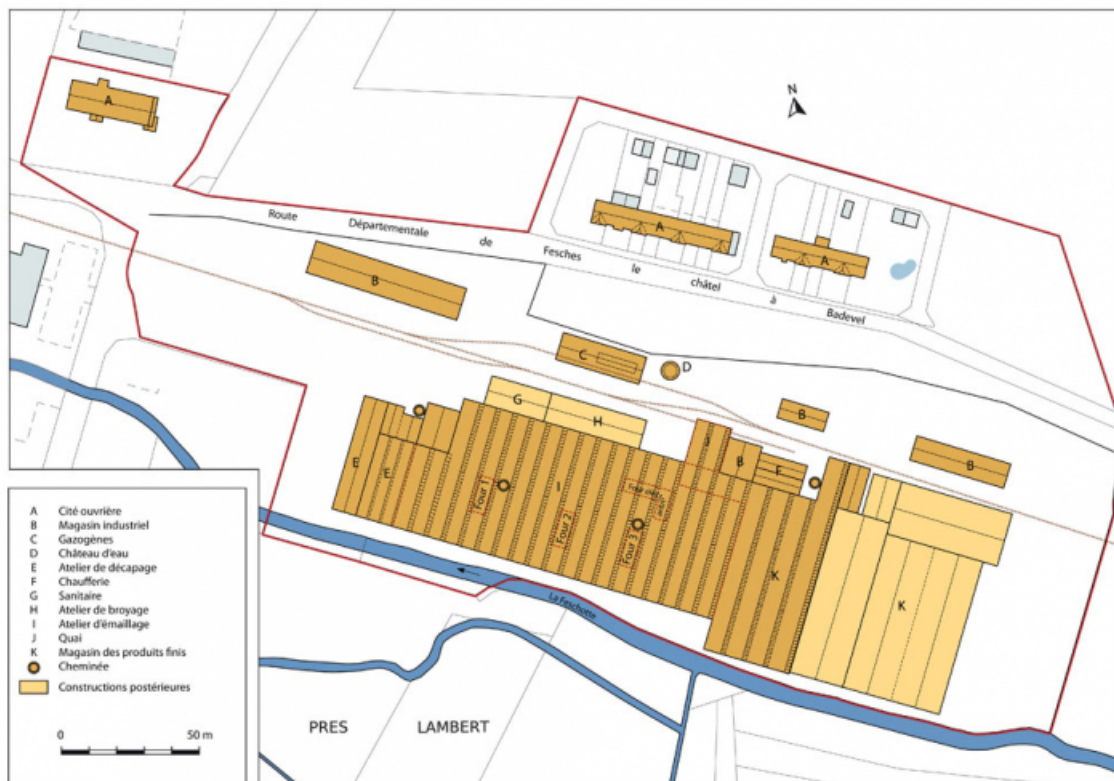 A
N
Route Départementale de Fesches le châtel à Badevel
A
A
B
C
D
B
B
G
H
J
B
F
E
E
I
Four 1
Four 2
Four 3
K
K
La Feschotte
PRES LAMBERT
A Cité ouvrière
B Magasin industriel
C Gazogènes
D Château d'eau
E Atelier de décapage
F Chaufferie
G Sanitaire
H Atelier de broyage
I Atelier d'émaillage
J Quai
K Magasin des produits finis
Cheminée
Constructions postérieures
0 50 m